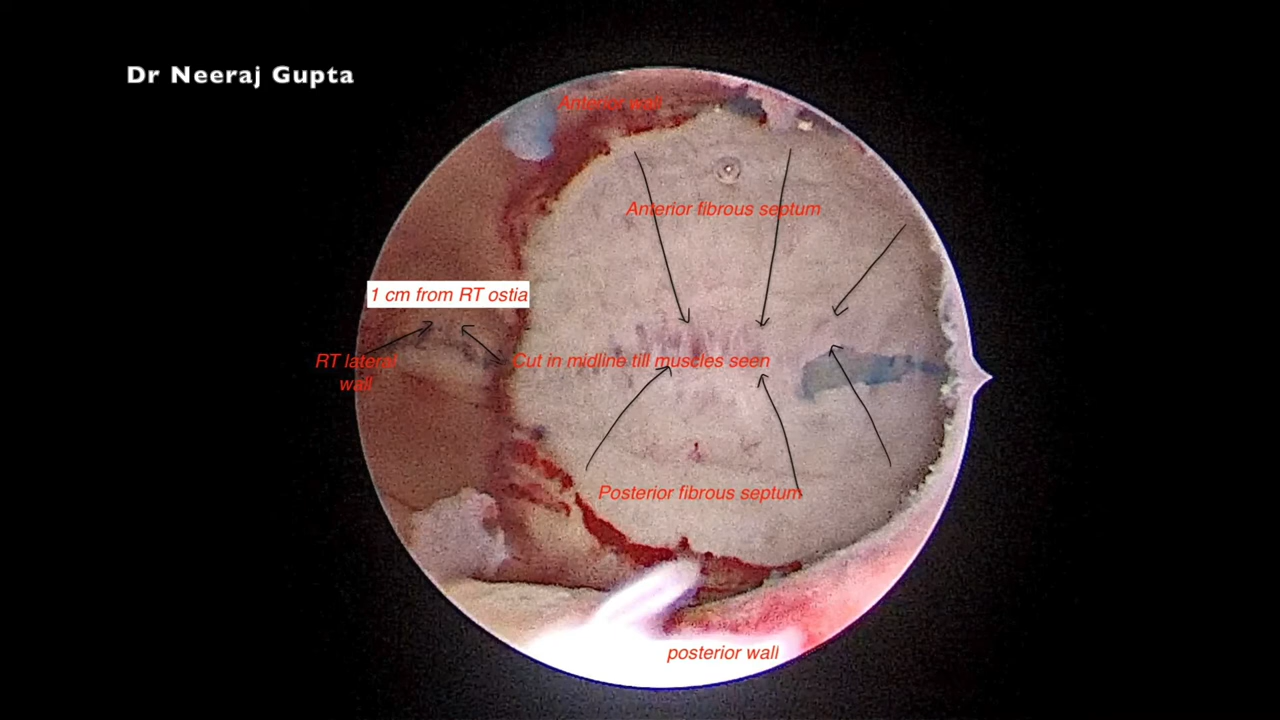 Dr Neeraj Gupta
Anterior wall
Anterior fibrous septum
1 cm from RT ostia
RT lateral
wall
Cut in midline till muscles seen
Posterior fibrous septum
posterior wall